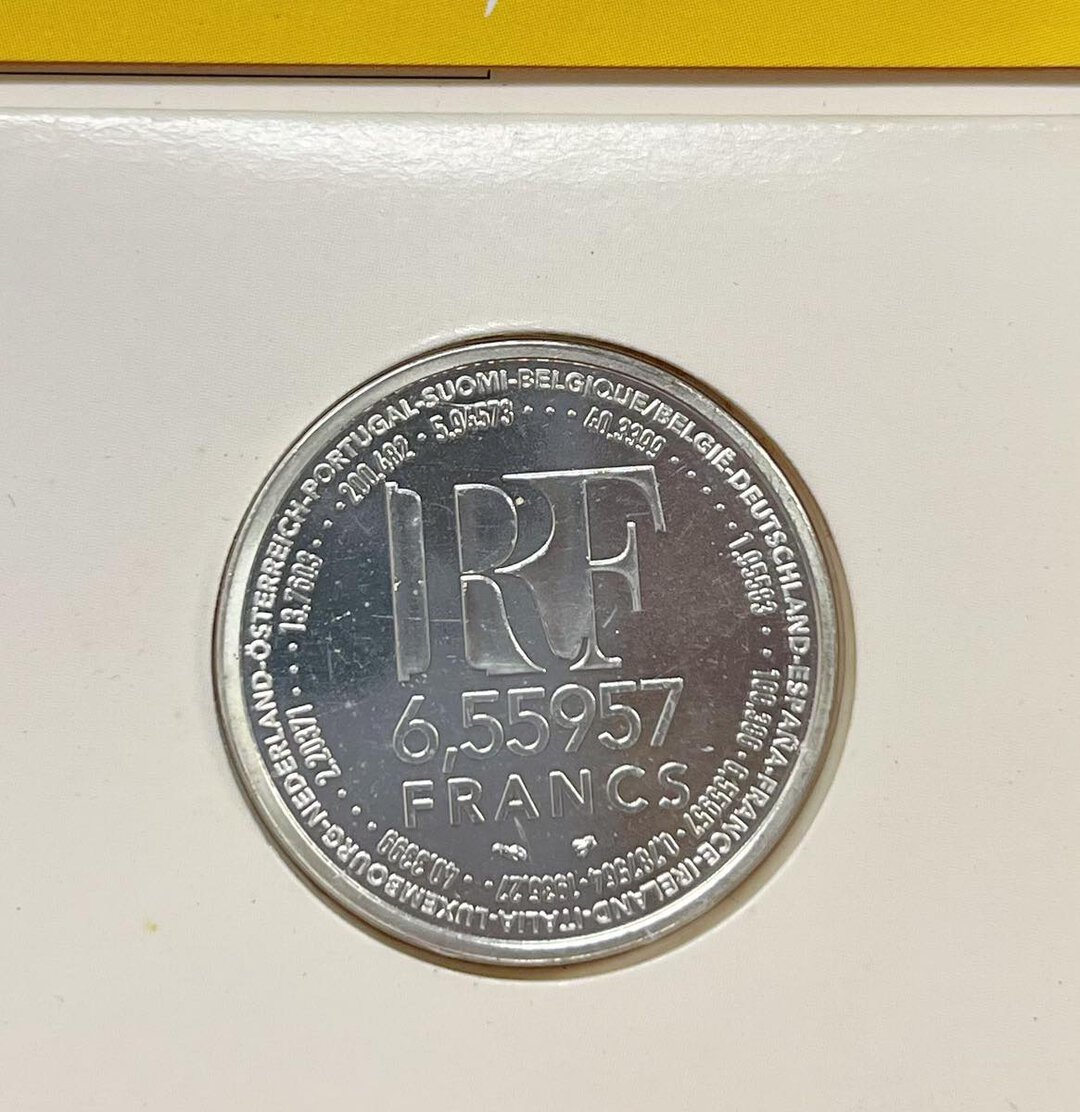 BELGIQUE/BELGIË-DEUTSCHLAND-ESPAÑA-FRANCE-IRELAND-ITALIA-LUXEMBOURG-NEDERLAND-ÖSTERREICH-PORTUGAL-SUOMI-
40.3399 · · · · · 1.95583 · · 166.386 · 6.55957 · 0.787564 · 1936.27 · · 40.3399 · · · · 2.20371 · · · 13.7603 · · · 200.482 · 5.94573 · · ·
RF
6,55957
FRANCS